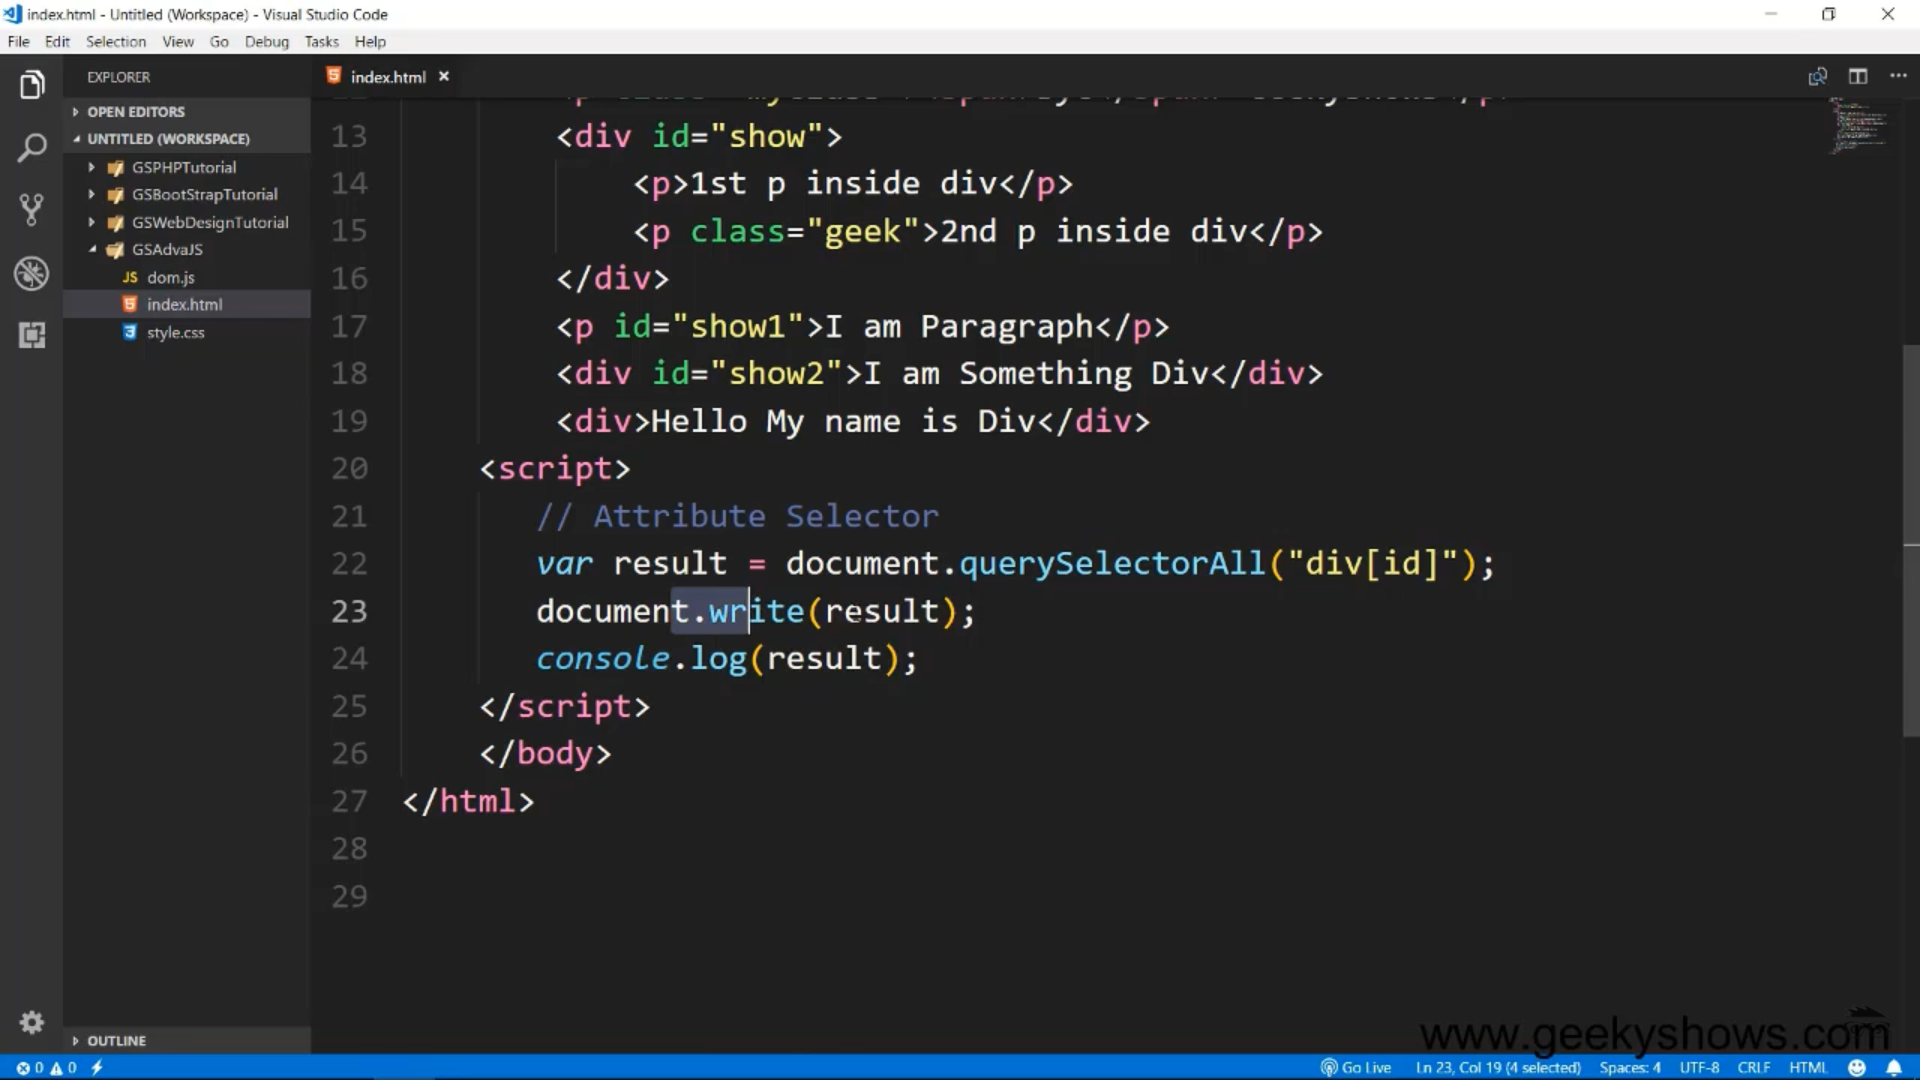 index.html - Untitled (Workspace) - Visual Studio Code
File Edit Selection View Go Debug Tasks Help
EXPLORER
index.html
OPEN EDITORS
UNTITLED (WORKSPACE)
GSPHPTutorial
GSBootStrapTutorial
GSWebDesignTutorial
GSAdvaJS
JS dom.js
index.html
style.css
13 <div id="show">
14 <p>1st p inside div</p>
15 <p class="geek">2nd p inside div</p>
16 </div>
17 <p id="show1">I am Paragraph</p>
18 <div id="show2">I am Something Div</div>
19 <div>Hello My name is Div</div>
20 <script>
21 // Attribute Selector
22 var result = document.querySelectorAll("div[id]");
23 document.write(result);
24 console.log(result);
25 </script>
26 </body>
27 </html>
28
29
OUTLINE
www.geekyshows.com
0 0 Go Live Ln 23, Col 19 (4 selected) Spaces: 4 UTF-8 CRLF HTML